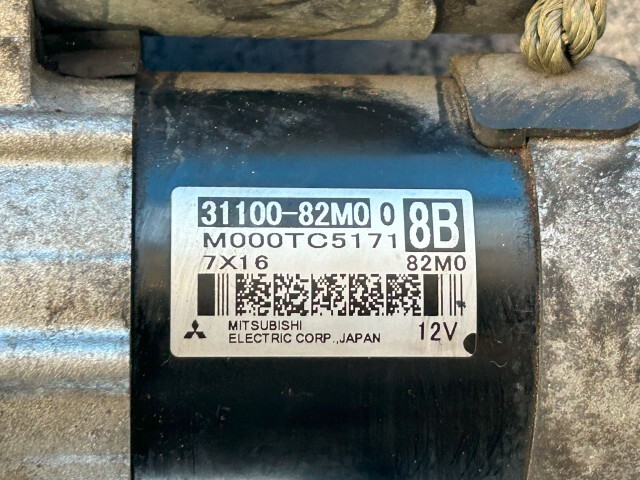 31100-82M0 0 8B
M000TC5171
7X16 82M0
MITSUBISHI
ELECTRIC CORP.,JAPAN 12V